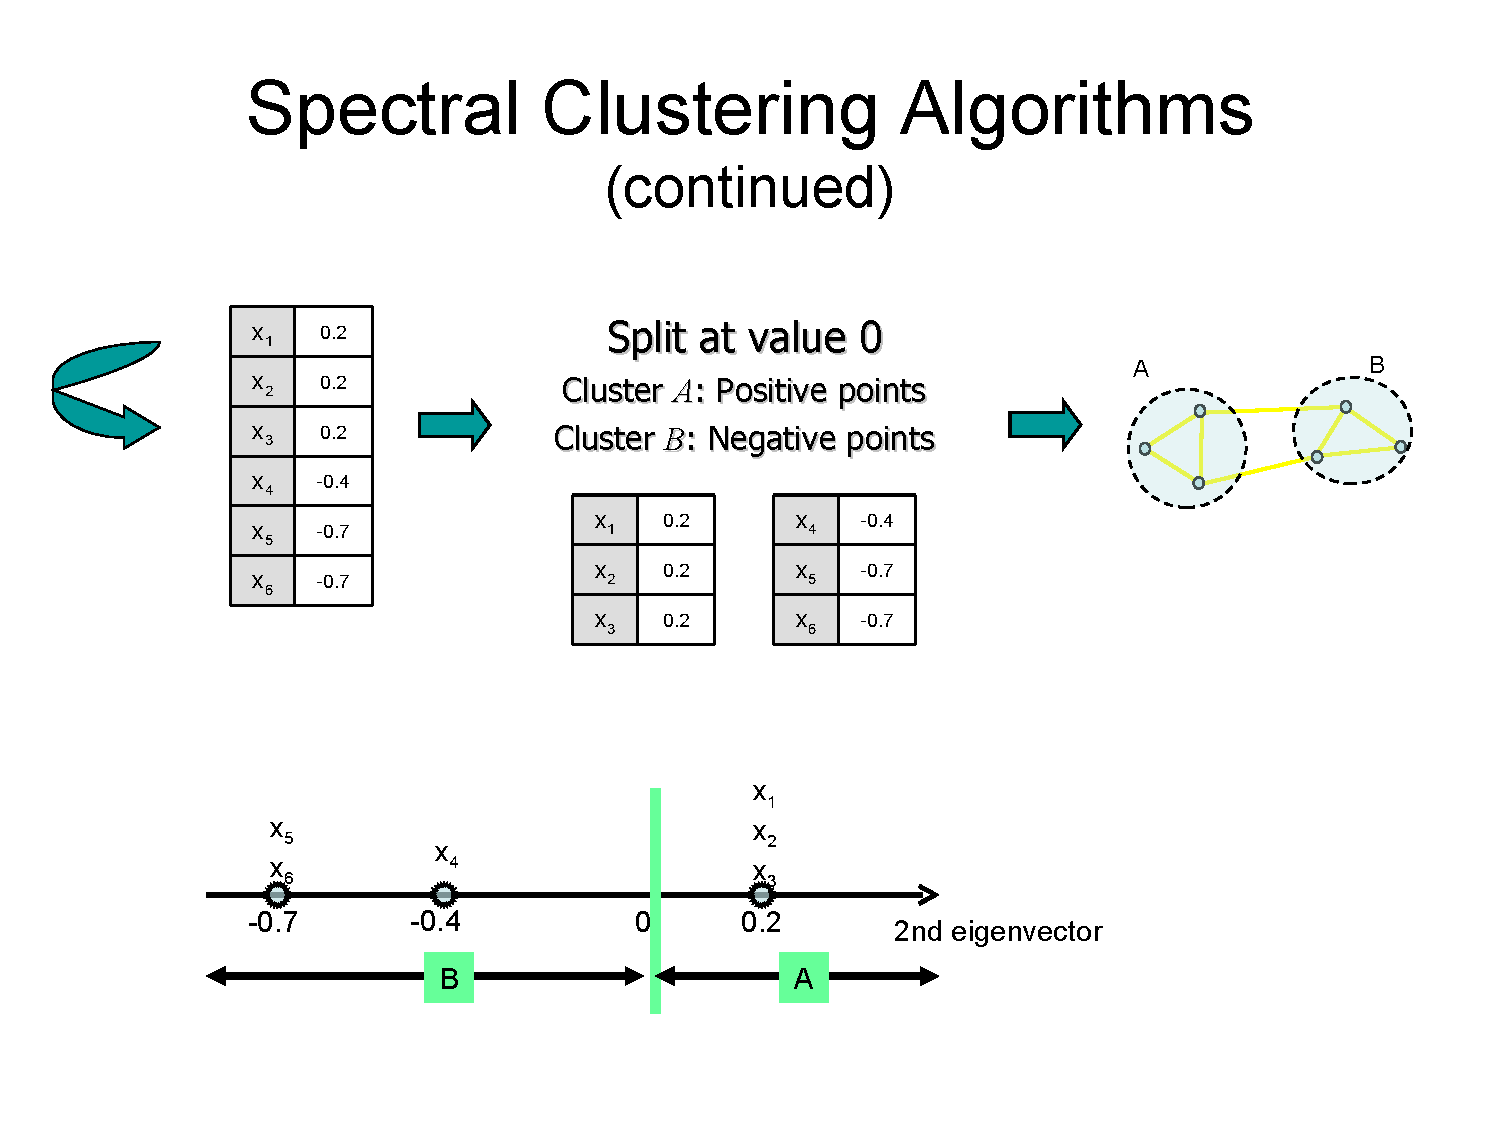 Spectral Clustering Algorithms
(continued)
x1 0.2
x2 0.2
x3 0.2
x4 -0.4
x5 -0.7
x6 -0.7
Split at value 0
Cluster A: Positive points
Cluster B: Negative points
x1 0.2
x2 0.2
x3 0.2
x4 -0.4
x5 -0.7
x6 -0.7
A
B
x1
x2
x3
x5
x6
x4
-0.7 -0.4 0 0.2
2nd eigenvector
B A